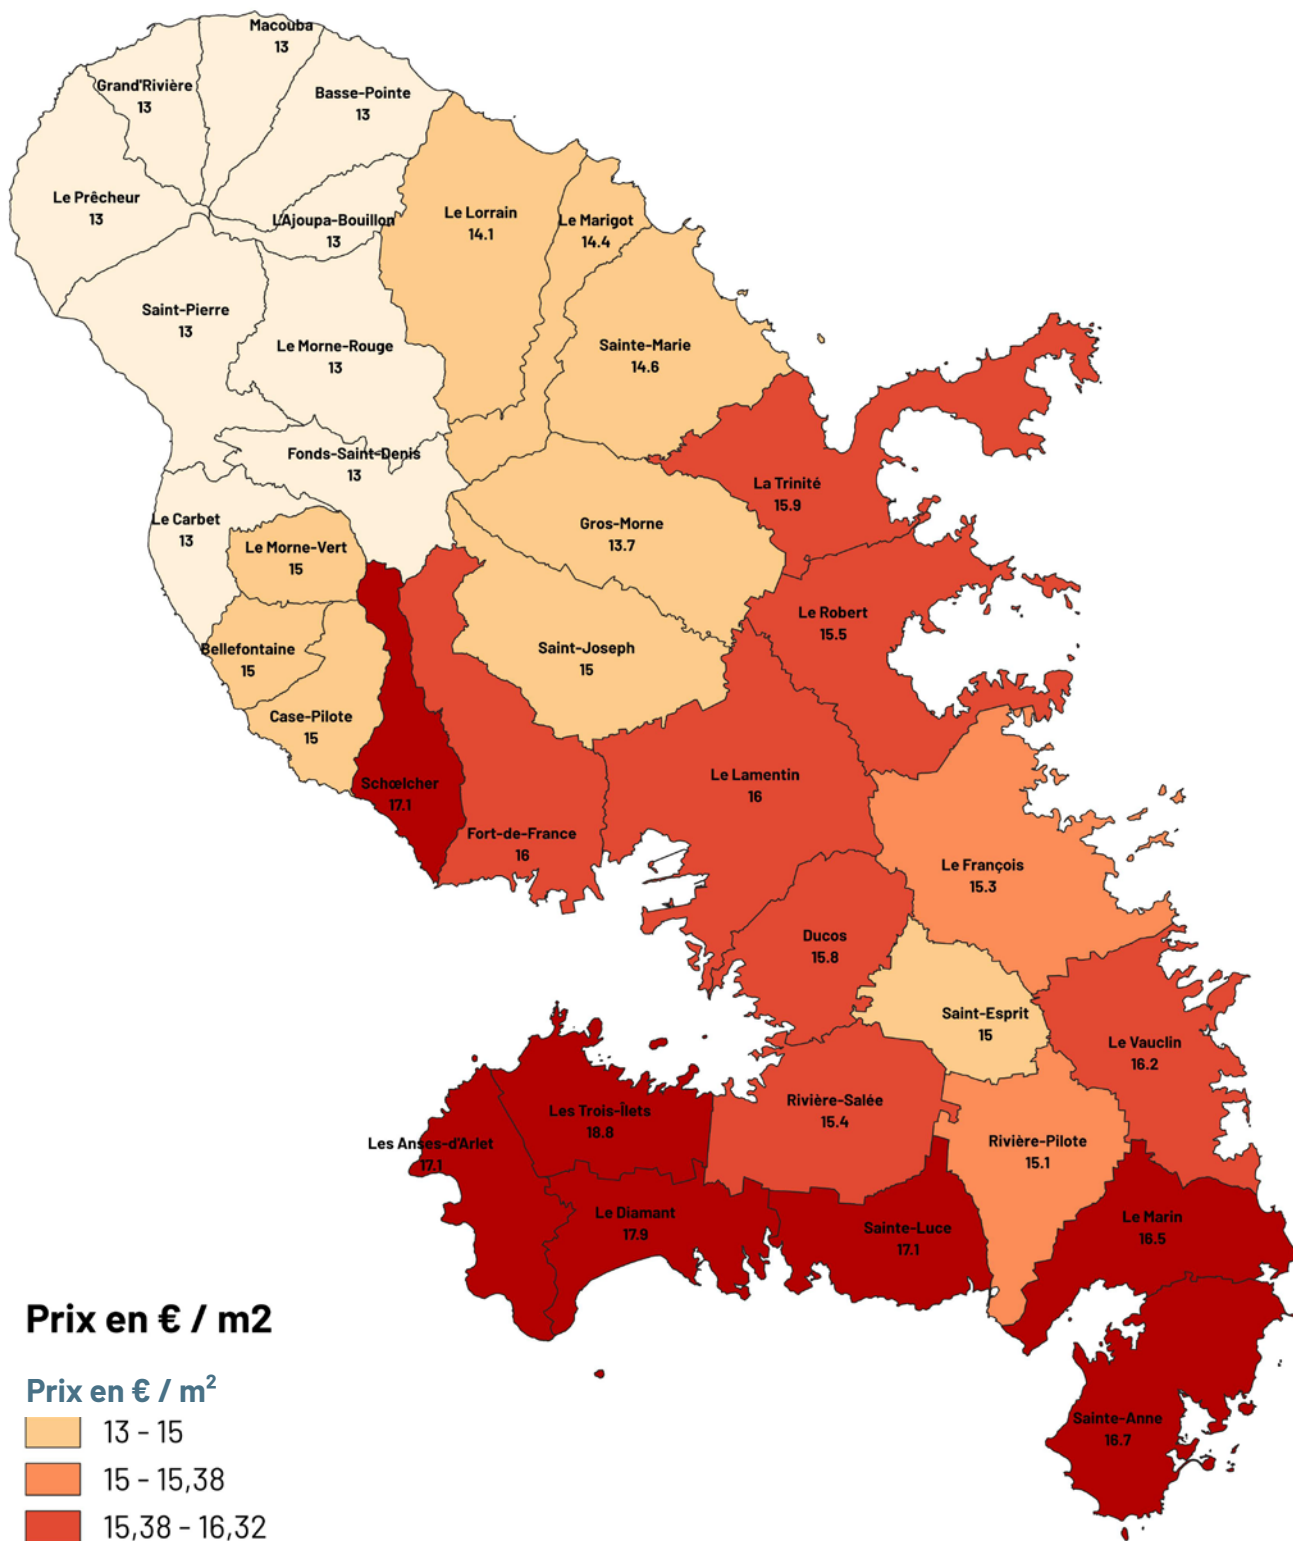 Macouba
13
Grand'Rivière
13
Basse-Pointe
13
Le Prêcheur
13
L'Ajoupa-Bouillon
13
Le Lorrain
14.1
Le Marigot
14.4
Saint-Pierre
13
Le Morne-Rouge
13
Sainte-Marie
14.6
Fonds-Saint-Denis
13
La Trinité
15.9
Le Carbet
13
Gros-Morne
13.7
Le Morne-Vert
15
Le Robert
15.5
Bellefontaine
15
Saint-Joseph
15
Case-Pilote
15
Schœlcher
17.1
Le Lamentin
16
Fort-de-France
16
Le François
15.3
Ducos
15.8
Saint-Esprit
15
Le Vauclin
16.2
Les Trois-Îlets
18.8
Rivière-Salée
15.4
Les Anses-d'Arlet
17.1
Rivière-Pilote
15.1
Le Diamant
17.9
Sainte-Luce
17.1
Le Marin
16.5
Sainte-Anne
16.7
Prix en € / m2
Prix en € / m²
13 - 15
15 - 15,38
15,38 - 16,32